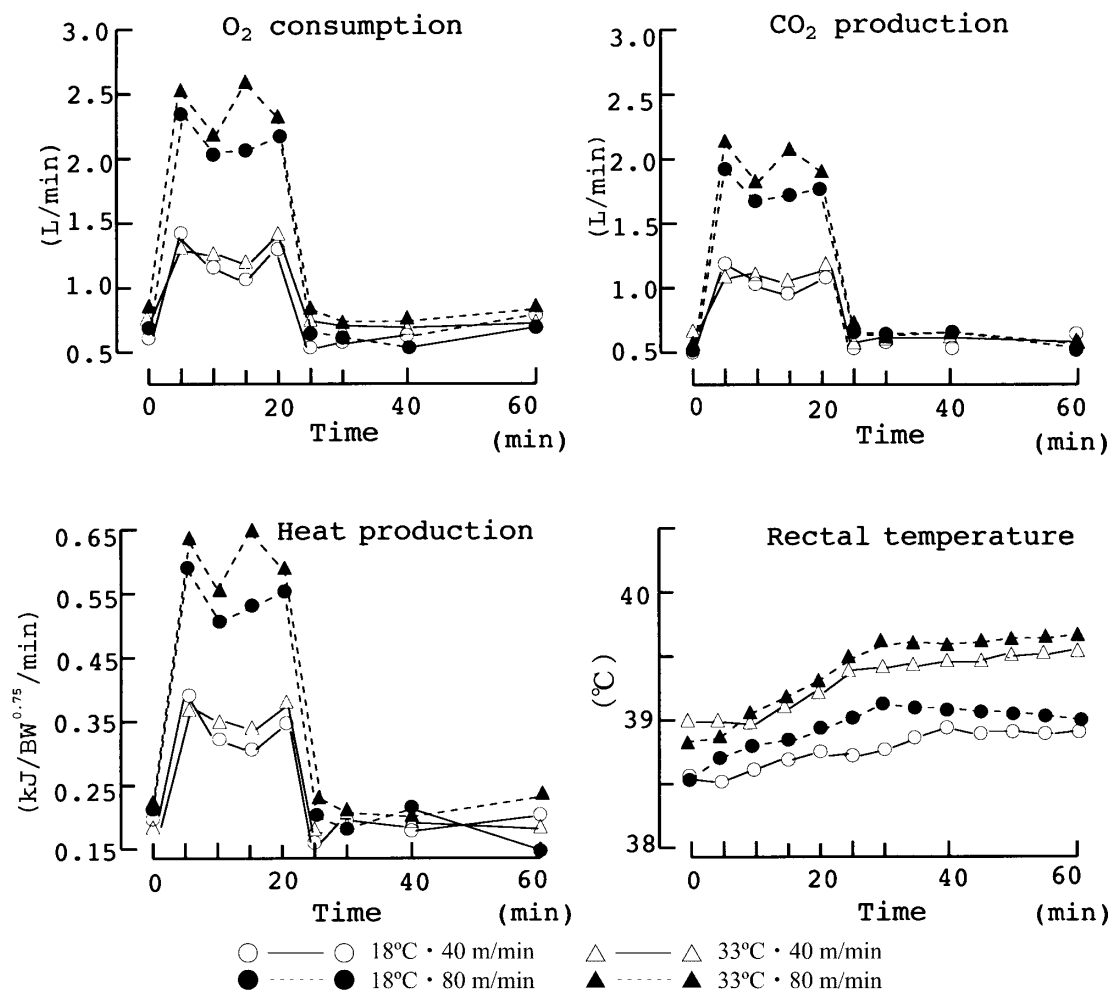 O₂ consumption
3.0
2.5
2.0
1.5
1.0
0.5
(L/min)
0 20 40 60
Time (min)
CO₂ production
3.0
2.5
2.0
1.5
1.0
0.5
(L/min)
0 20 40 60
Time (min)
Heat production
0.65
0.55
0.45
0.35
0.25
0.15
(kJ/BW^0.75/min)
0 20 40 60
Time (min)
Rectal temperature
40
39
38
(℃)
0 20 40 60
Time (min)
18ºC・40 m/min 33ºC・40 m/min
18ºC・80 m/min 33ºC・80 m/min